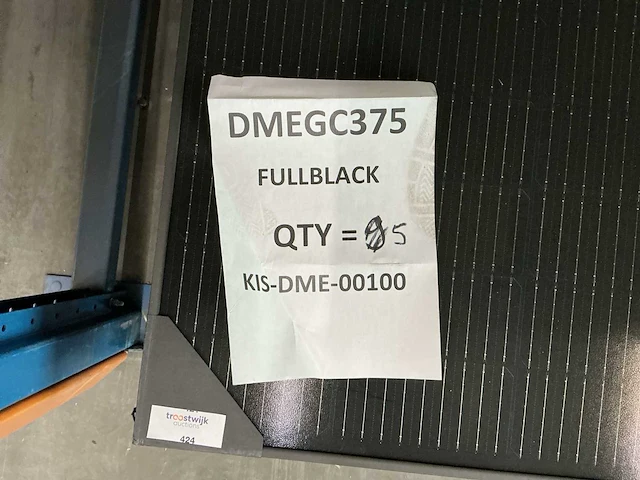 DMEGC375
FULLBLACK
QTY = 5
KIS-DME-00100
troostwijk
auctions
424